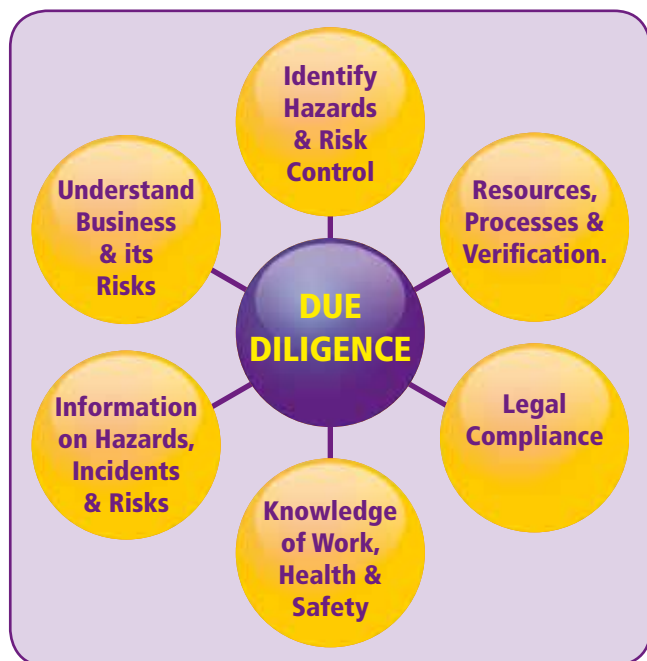 Identify
Hazards
& Risk
Control
Understand
Business
& its
Risks
Resources,
Processes &
Verification.
DUE
DILIGENCE
Information
on Hazards,
Incidents
& Risks
Legal
Compliance
Knowledge
of Work,
Health &
Safety